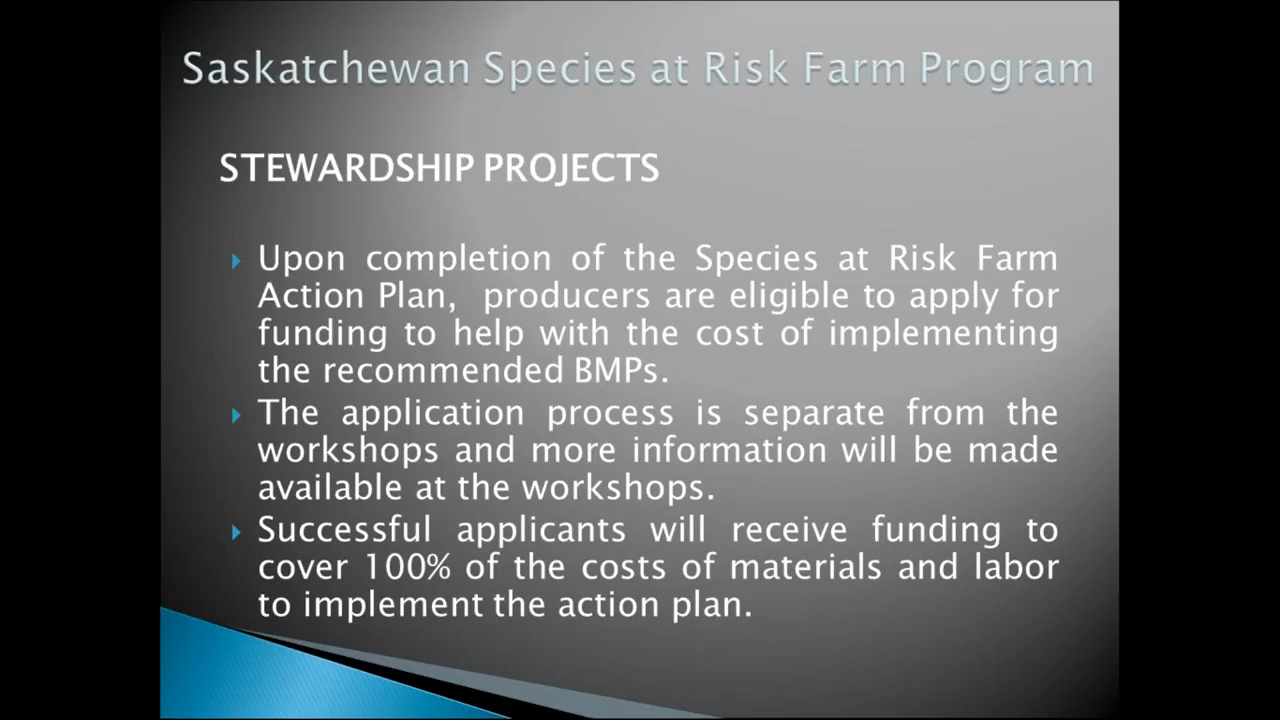 Saskatchewan Species at Risk Farm Program
STEWARDSHIP PROJECTS
Upon completion of the Species at Risk Farm
Action Plan, producers are eligible to apply for
funding to help with the cost of implementing
the recommended BMPs.
The application process is separate from the
workshops and more information will be made
available at the workshops.
Successful applicants will receive funding to
cover 100% of the costs of materials and labor
to implement the action plan.